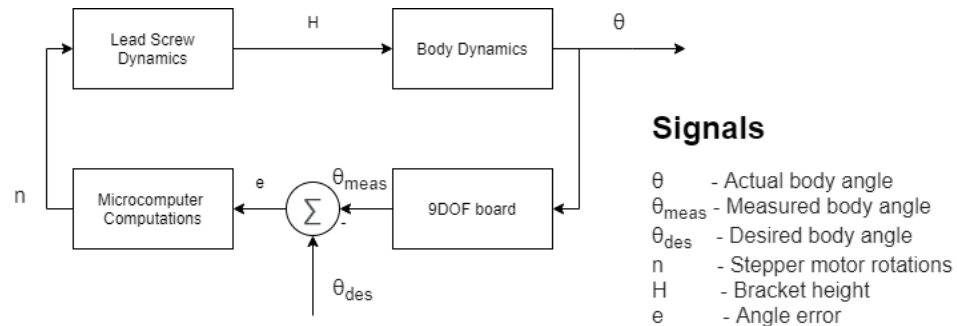 H
θ
Lead Screw
Dynamics
Body Dynamics
Signals
n
Microcomputer
Computations
e
Σ
θmeas
-
9DOF board
θdes
θ - Actual body angle
θmeas - Measured body angle
θdes - Desired body angle
n - Stepper motor rotations
H - Bracket height
e - Angle error